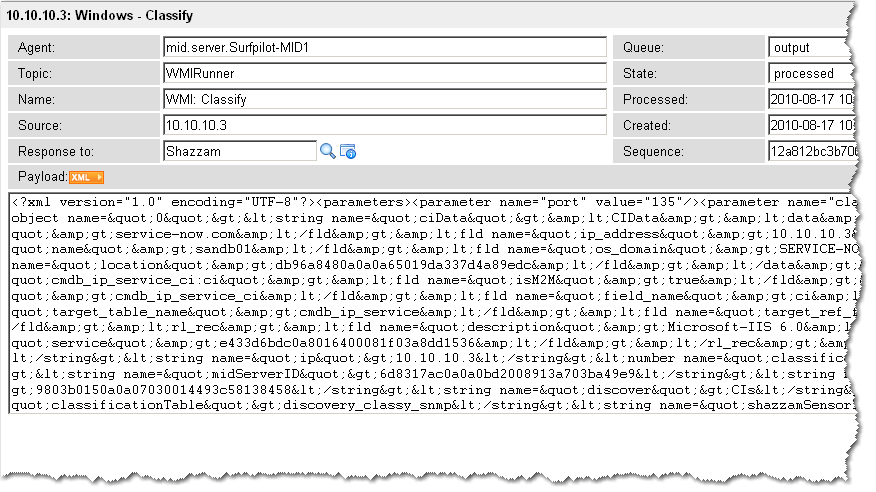 10.10.10.3: Windows - Classify
Agent: mid.server.Surfpilot-MID1 Queue: output
Topic: WMIRunner State: processed
Name: WMI: Classify Processed: 2010-08-17 10
Source: 10.10.10.3 Created: 2010-08-17 10
Response to: Shazzam Sequence: 12a812bc3b700
Payload: XML
<?xml version="1.0" encoding="UTF-8"?><parameters><parameter name="port" value="135"/><parameter name="cla
object name=&quot;0&quot;&gt;&lt;string name=&quot;ciData&quot;&gt;&amp;lt;CIData&amp;gt;&amp;lt;data&amp;
quot;&amp;gt;service-now.com&amp;lt;/fld&amp;gt;&amp;lt;fld name=&quot;ip_address&quot;&amp;gt;10.10.10.3&
quot;name&quot;&amp;gt;sandb01&amp;lt;/fld&amp;gt;&amp;lt;fld name=&quot;os_domain&quot;&amp;gt;SERVICE-NO
name=&quot;location&quot;&amp;gt;db96a8480a0a0a65019da337d4a89edc&amp;lt;/fld&amp;gt;&amp;lt;/data&amp;gt;
quot;cmdb_ip_service_ci:ci&quot;&amp;gt;&amp;lt;fld name=&quot;isM2M&quot;&amp;gt;true&amp;lt;/fld&amp;gt;
&quot;&amp;gt;cmdb_ip_service_ci&amp;lt;/fld&amp;gt;&amp;lt;fld name=&quot;field_name&quot;&amp;gt;ci&amp;l
quot;target_table_name&quot;&amp;gt;cmdb_ip_service&amp;lt;/fld&amp;gt;&amp;lt;fld name=&quot;target_ref_f
/fld&amp;gt;&amp;lt;rl_rec&amp;gt;&amp;lt;fld name=&quot;description&quot;&amp;gt;Microsoft-IIS 6.0&amp;l
quot;service&quot;&amp;gt;e433d6bdc0a8016400081f03a8dd1536&amp;lt;/fld&amp;gt;&amp;lt;/rl_rec&amp;gt;&amp;
lt;/string&gt;&lt;string name=&quot;ip&quot;&gt;10.10.10.3&lt;/string&gt;&lt;number name=&quot;classific
quot;midServerID&quot;&gt;6d8317ac0a0a0bd2008913a703ba49e9&lt;/string&gt;&lt;string
quot;&gt;9803b0150a0a07030014493c58138458&lt;/string&gt;&lt;string name=&quot;discover&quot;&gt;CIs&lt;/
quot;classificationTable&quot;&gt;discovery_classy_snmp&lt;/string&gt;&lt;string name=&quot;shazzamSensor